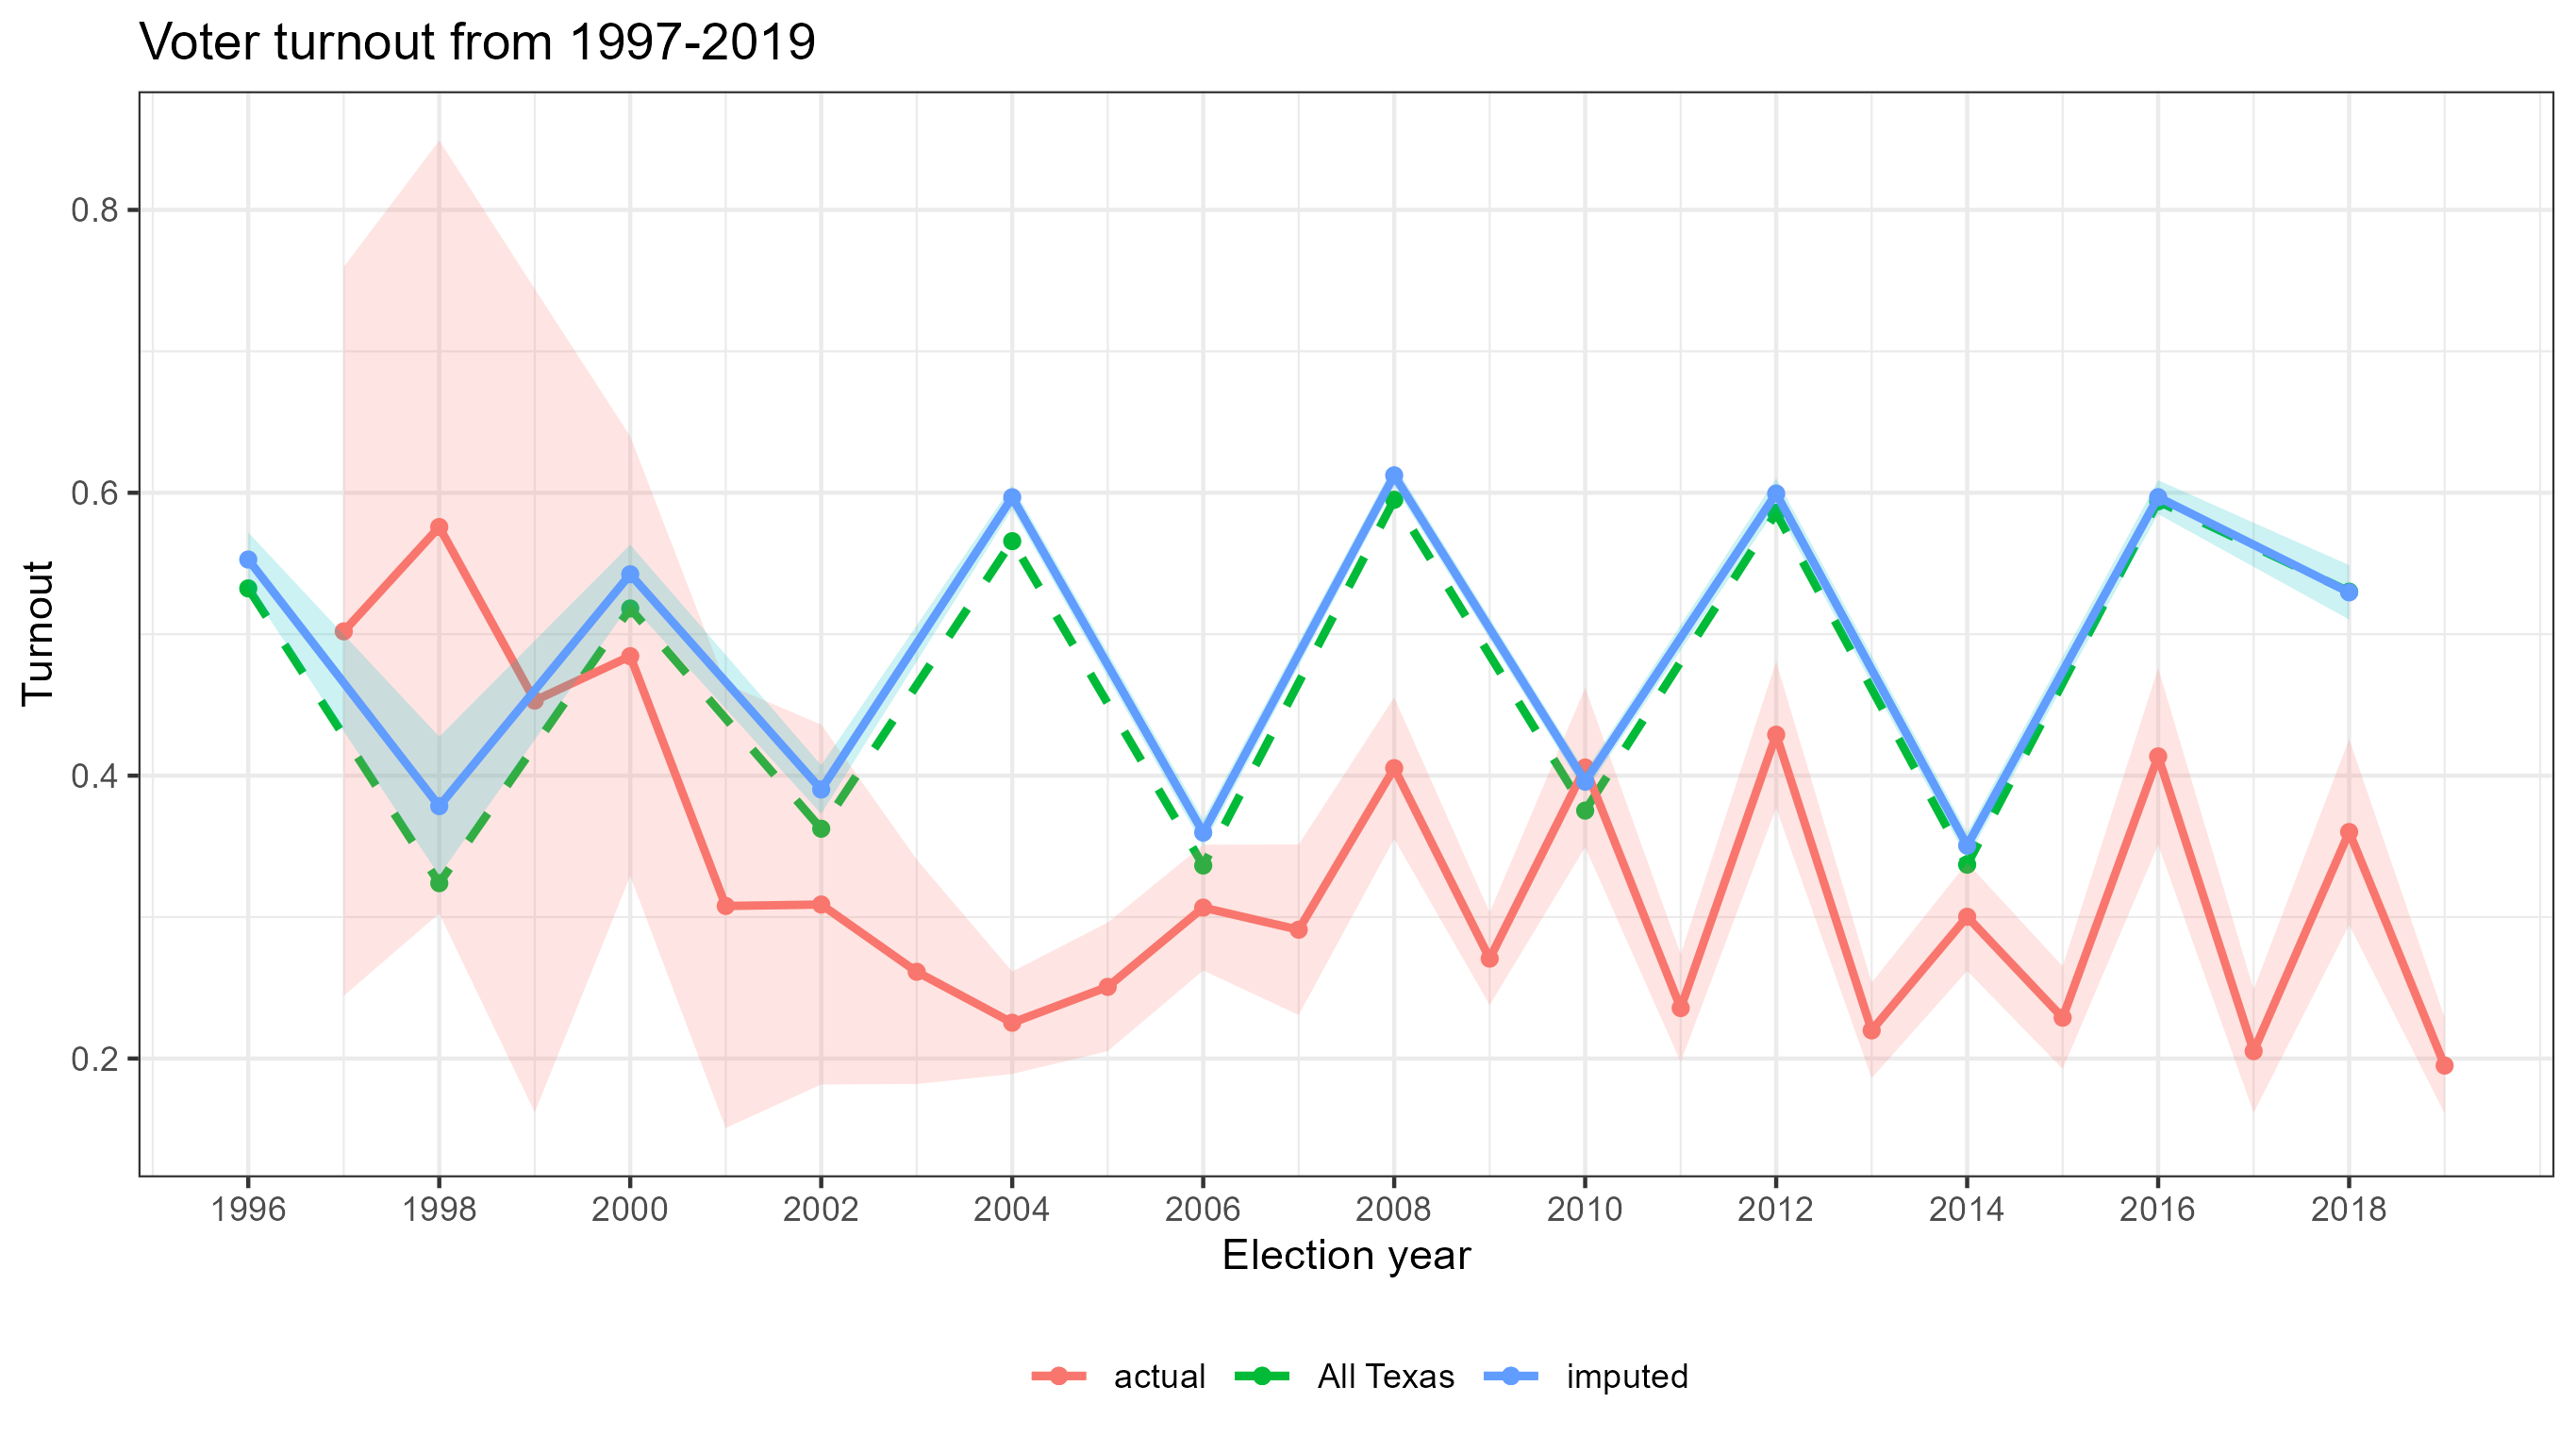 Voter turnout from 1997-2019
Turnout
0.8
0.6
0.4
0.2
1996 1998 2000 2002 2004 2006 2008 2010 2012 2014 2016 2018
Election year
actual All Texas imputed